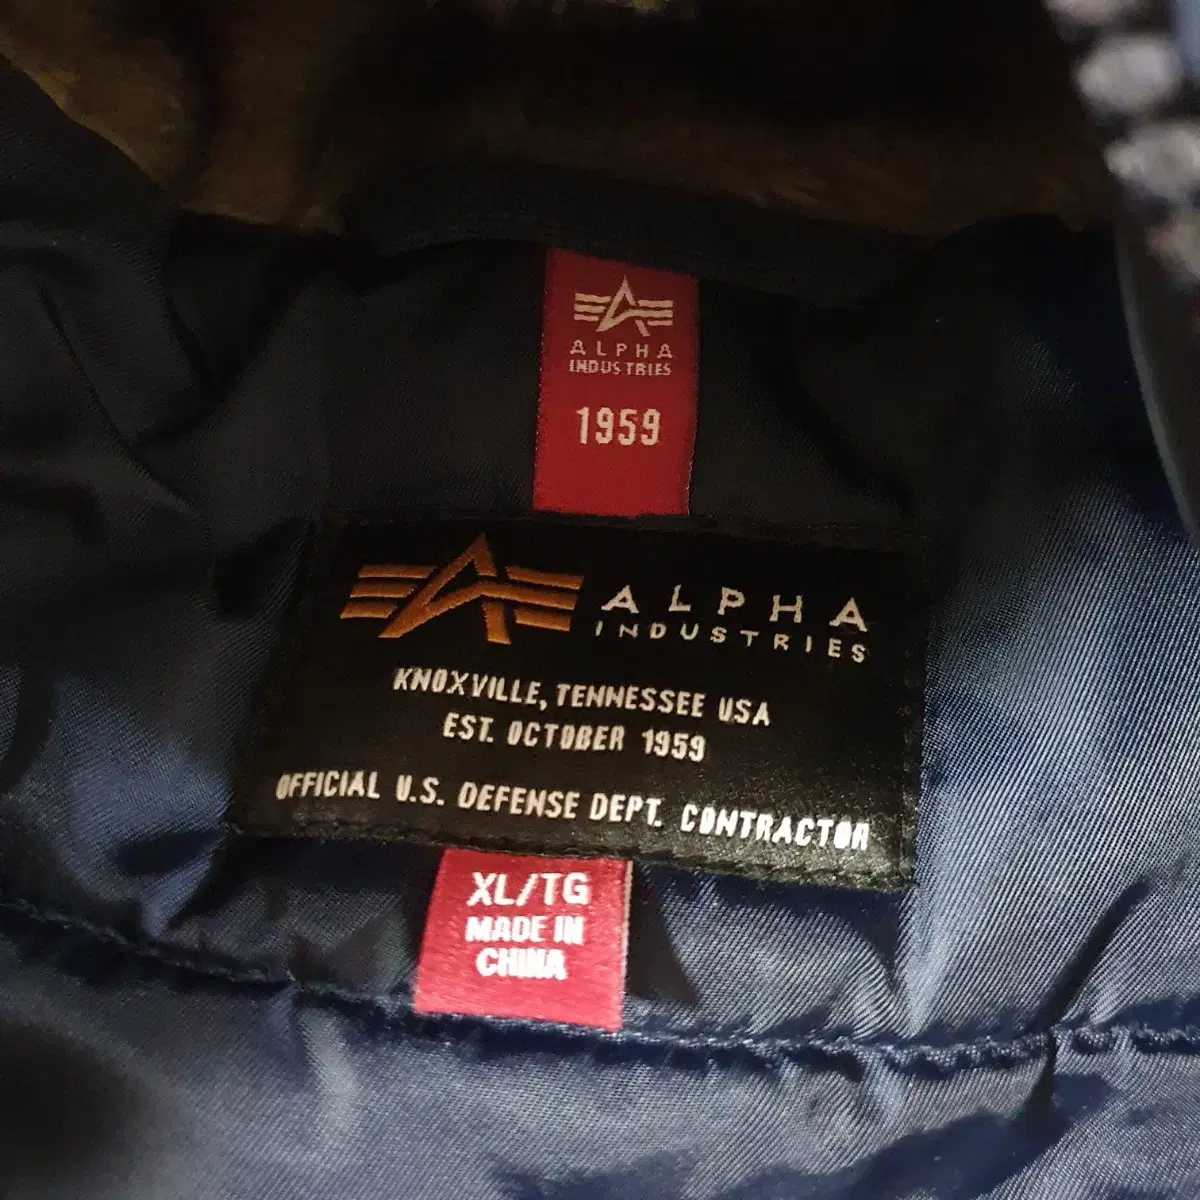 ALPHA
INDUSTRIES
1959
ALPHA
INDUSTRIES
KNOXVILLE, TENNESSEE USA
EST. OCTOBER 1959
OFFICIAL U.S. DEFENSE DEPT. CONTRACTOR
XL/TG
MADE IN
CHINA